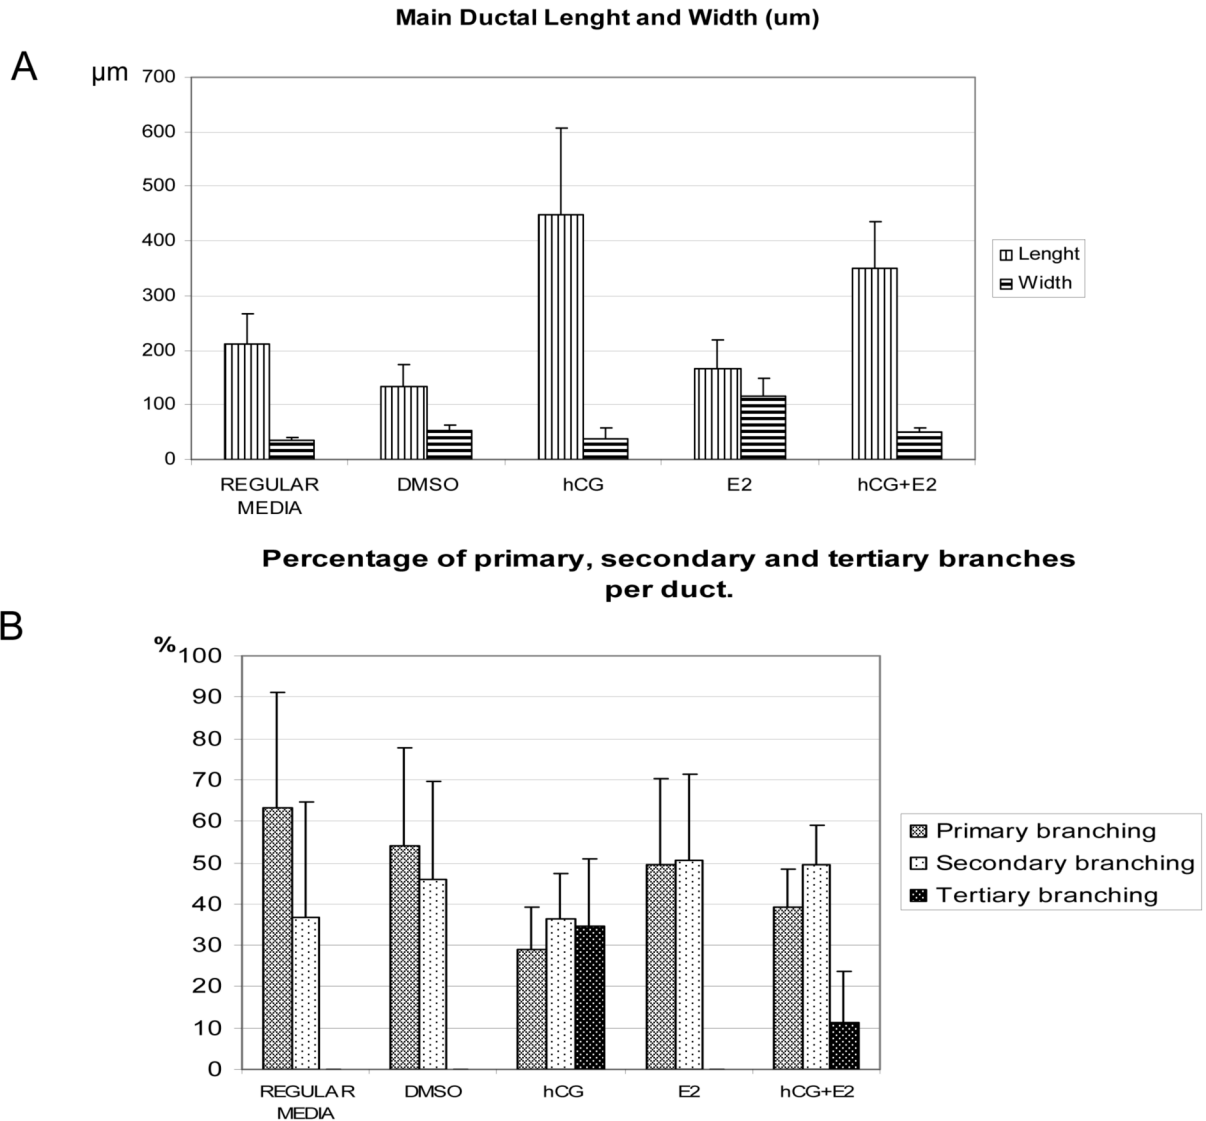 Main Ductal Lenght and Width (um)
A
µm
700
600
500
400
300
200
100
0
REGULAR
MEDIA
DMSO
hCG
E2
hCG+E2
Lenght
Width
Percentage of primary, secondary and tertiary branches
per duct.
B
%
100
90
80
70
60
50
40
30
20
10
0
REGULAR
MEDIA
DMSO
hCG
E2
hCG+E2
Primary branching
Secondary branching
Tertiary branching